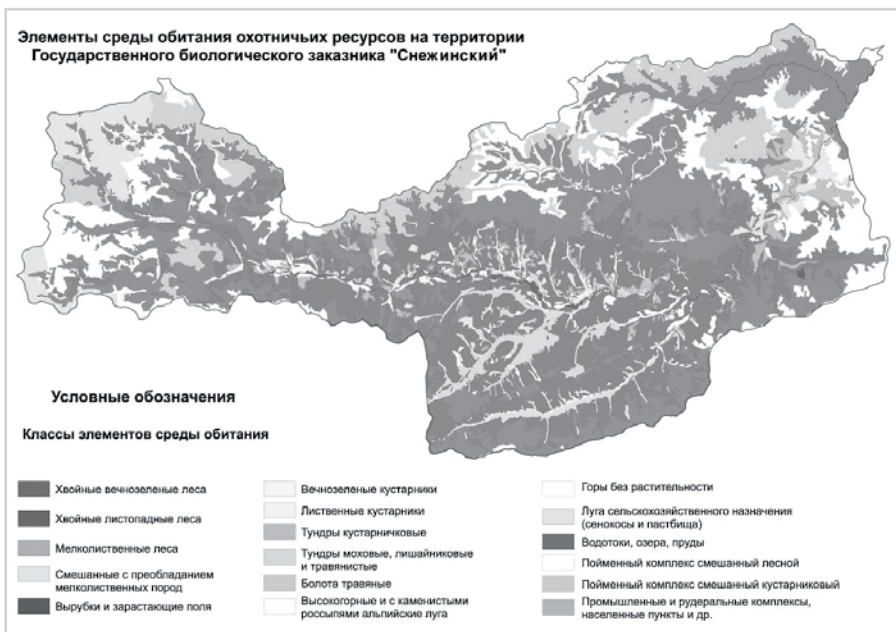 Элементы среды обитания охотничьих ресурсов на территории
Государственного биологического заказника "Снежинский"
Условные обозначения
Классы элементов среды обитания
Хвойные вечнозеленые леса
Хвойные листопадные леса
Мелколиственные леса
Смешанные с преобладанием
мелколиственных пород
Вырубки и зарастающие поля
Вечнозеленые кустарники
Лиственные кустарники
Тундры кустарничковые
Тундры моховые, лишайниковые
и травянистые
Болота травяные
Высокогорные и с каменистыми
россыпями альпийские луга
Горы без растительности
Луга сельскохозяйственного назначения
(сенокосы и пастбища)
Водотоки, озера, пруды
Пойменный комплекс смешанный лесной
Пойменный комплекс смешанный кустарниковый
Промышленные и рудеральные комплексы,
населенные пункты и др.